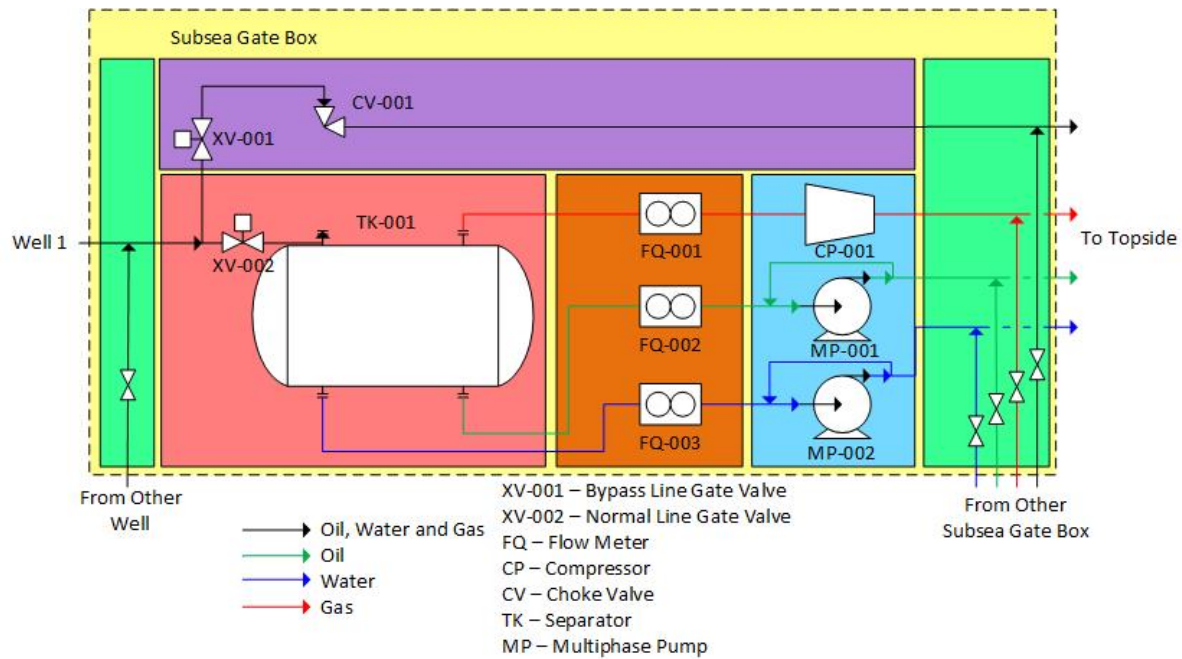 Subsea Gate Box
CV-001
XV-001
TK-001
Well 1
XV-002
FQ-001
CP-001
To Topside
FQ-002
MP-001
FQ-003
MP-002
From Other
Well
From Other
Subsea Gate Box
Oil, Water and Gas
Oil
Water
Gas
XV-001 – Bypass Line Gate Valve
XV-002 – Normal Line Gate Valve
FQ – Flow Meter
CP – Compressor
CV – Choke Valve
TK – Separator
MP – Multiphase Pump